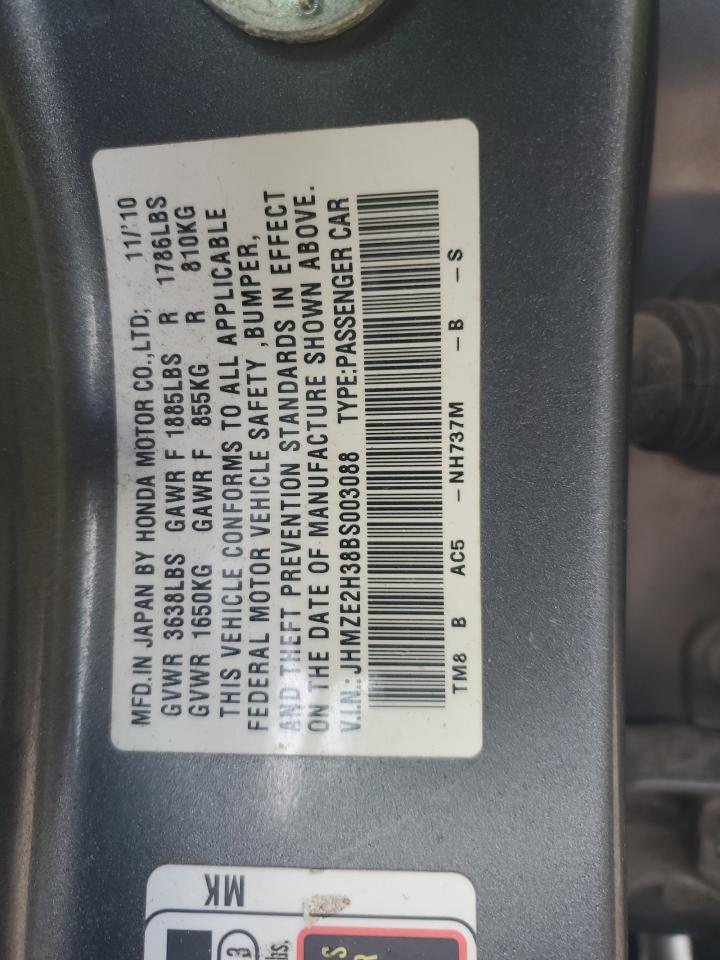 MFD.IN JAPAN BY HONDA MOTOR CO.,LTD; 11/'10
GVWR 3638LBS GAWR F 1885LBS R 1786LBS
GVWR 1650KG GAWR F 855KG R 810KG
THIS VEHICLE CONFORMS TO ALL APPLICABLE
FEDERAL MOTOR VEHICLE SAFETY ,BUMPER,
AND THEFT PREVENTION STANDARDS IN EFFECT
ON THE DATE OF MANUFACTURE SHOWN ABOVE.
V.I.N.: JHMZE2H38BS003088 TYPE:PASSENGER CAR
TM8 B AC5 - NH737M - B - S
MK
3
lbs,
S
R